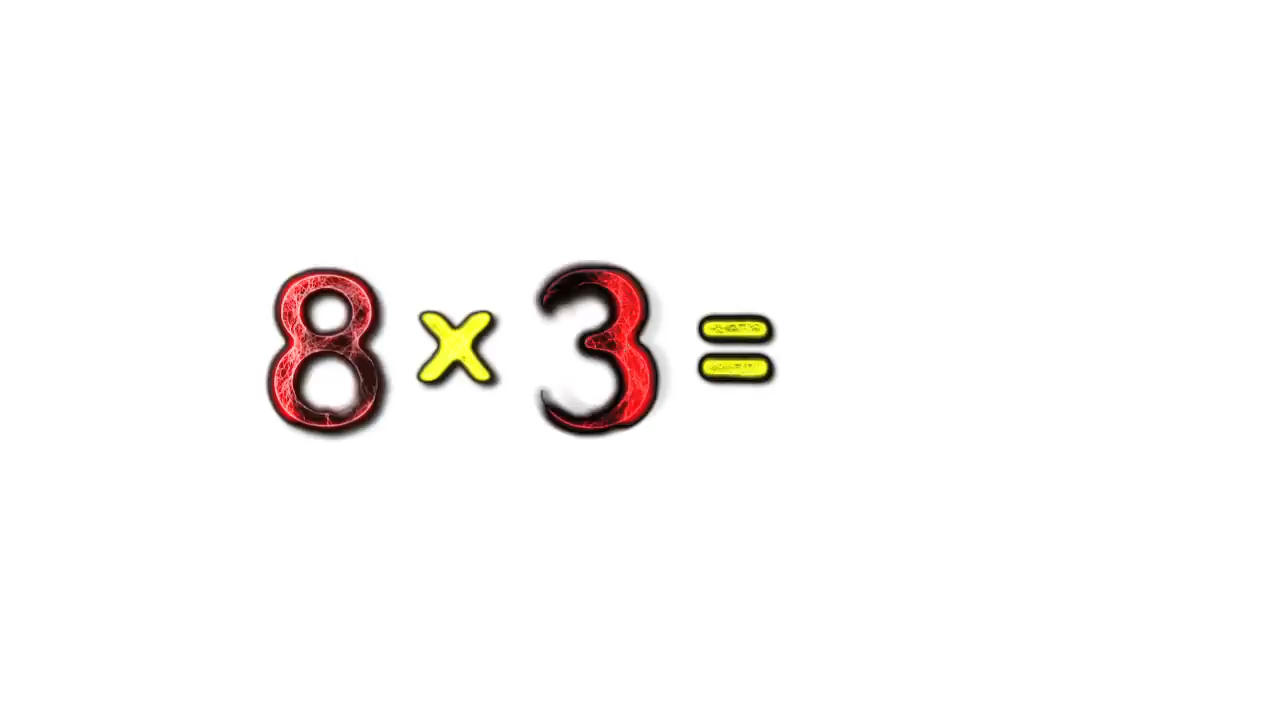 8 × 3 =